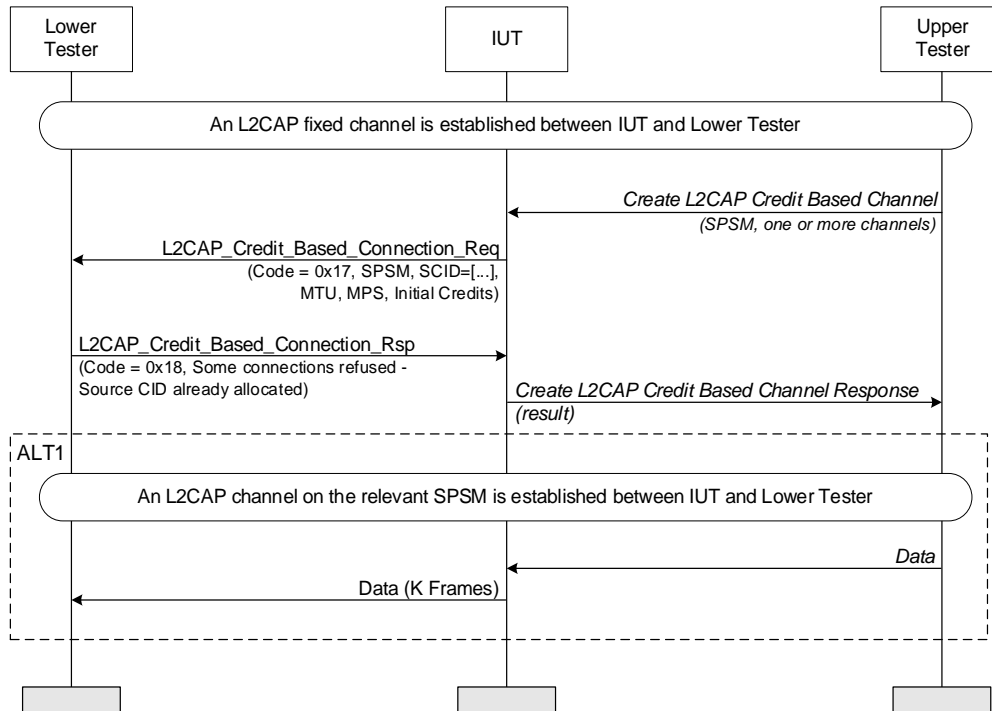 Lower
Tester
IUT
Upper
Tester
An L2CAP fixed channel is established between IUT and Lower Tester
Create L2CAP Credit Based Channel
(SPSM, one or more channels)
L2CAP_Credit_Based_Connection_Req
(Code = 0x17, SPSM, SCID=[...],
MTU, MPS, Initial Credits)
L2CAP_Credit_Based_Connection_Rsp
(Code = 0x18, Some connections refused -
Source CID already allocated)
Create L2CAP Credit Based Channel Response
(result)
ALT1
An L2CAP channel on the relevant SPSM is established between IUT and Lower Tester
Data
Data (K Frames)